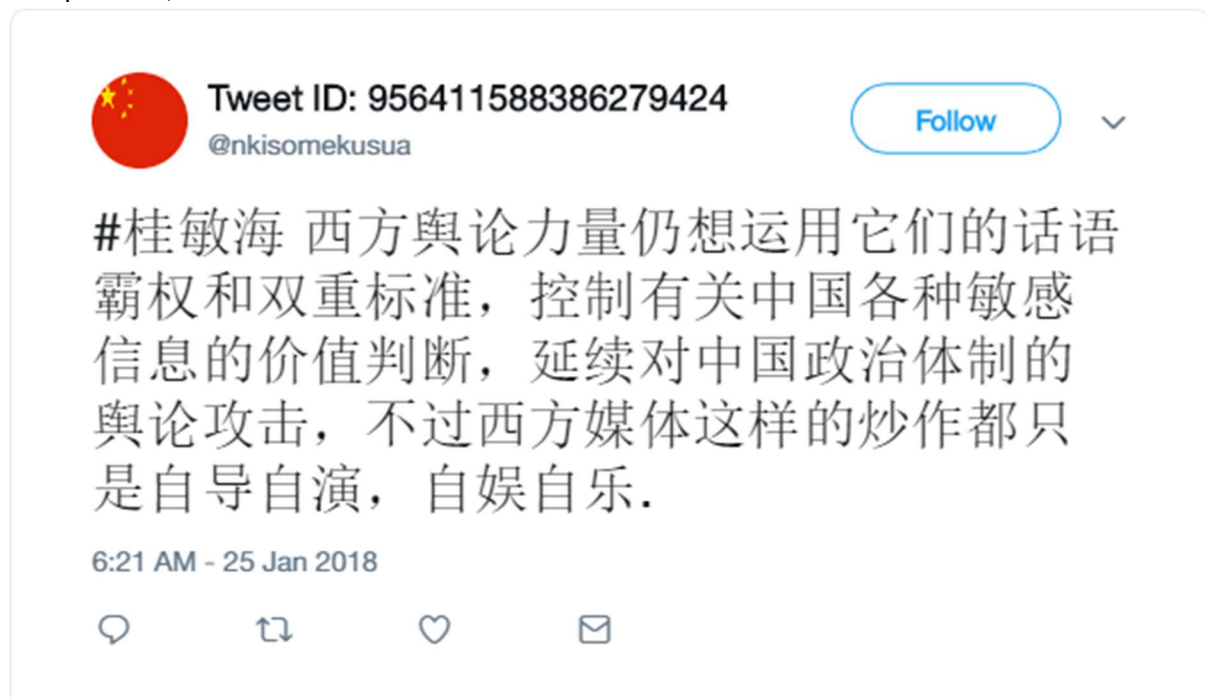 Tweet ID: 956411588386279424
Follow
@nkisomekusua
#桂敏海 西方舆论力量仍想运用它们的话语
霸权和双重标准，控制有关中国各种敏感
信息的价值判断，延续对中国政治体制的
舆论攻击，不过西方媒体这样的炒作都只
是自导自演，自娱自乐.
6:21 AM - 25 Jan 2018